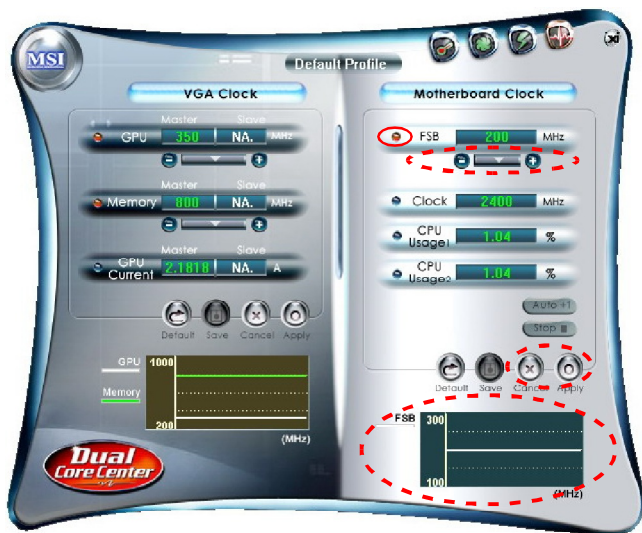 MSI
Default Profile
VGA Clock
Master Slave
GPU 350 NA. MHz
Memory 800 NA. MHz
Master Slave
GPU Current 2.1818 NA. A
Default Save Cancel Apply
GPU
Memory
1000
200
(MHz)
Dual
Core Center
Motherboard Clock
FSB 200 MHz
Clock 2400 MHz
CPU Usage1 1.04 %
CPU Usage2 1.04 %
Auto +1
Stop
Default Save Cancel Apply
FSB
300
100
(MHz)